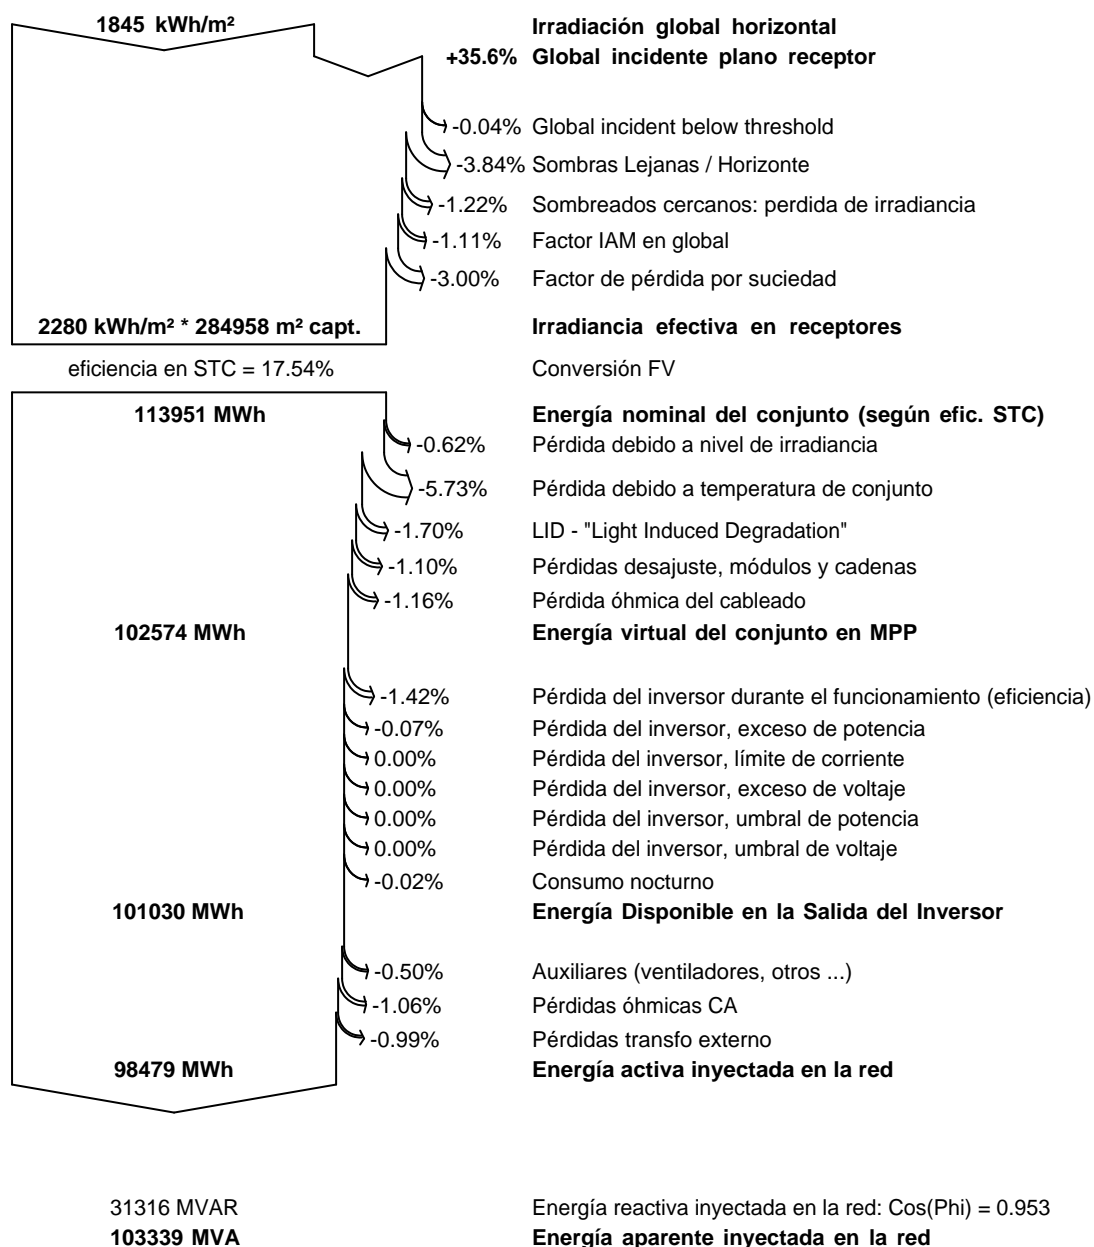 1845 kWh/m² Irradiación global horizontal
+35.6% Global incidente plano receptor
-0.04% Global incident below threshold
-3.84% Sombras Lejanas / Horizonte
-1.22% Sombreados cercanos: perdida de irradiancia
-1.11% Factor IAM en global
-3.00% Factor de pérdida por suciedad
2280 kWh/m² * 284958 m² capt. Irradiancia efectiva en receptores
eficiencia en STC = 17.54% Conversión FV
113951 MWh Energía nominal del conjunto (según efic. STC)
-0.62% Pérdida debido a nivel de irradiancia
-5.73% Pérdida debido a temperatura de conjunto
-1.70% LID - "Light Induced Degradation"
-1.10% Pérdidas desajuste, módulos y cadenas
-1.16% Pérdida óhmica del cableado
102574 MWh Energía virtual del conjunto en MPP
-1.42% Pérdida del inversor durante el funcionamiento (eficiencia)
-0.07% Pérdida del inversor, exceso de potencia
0.00% Pérdida del inversor, límite de corriente
0.00% Pérdida del inversor, exceso de voltaje
0.00% Pérdida del inversor, umbral de potencia
0.00% Pérdida del inversor, umbral de voltaje
-0.02% Consumo nocturno
101030 MWh Energía Disponible en la Salida del Inversor
-0.50% Auxiliares (ventiladores, otros ...)
-1.06% Pérdidas óhmicas CA
-0.99% Pérdidas transfo externo
98479 MWh Energía activa inyectada en la red
31316 MVAR Energía reactiva inyectada en la red: Cos(Phi) = 0.953
103339 MVA Energía aparente inyectada en la red